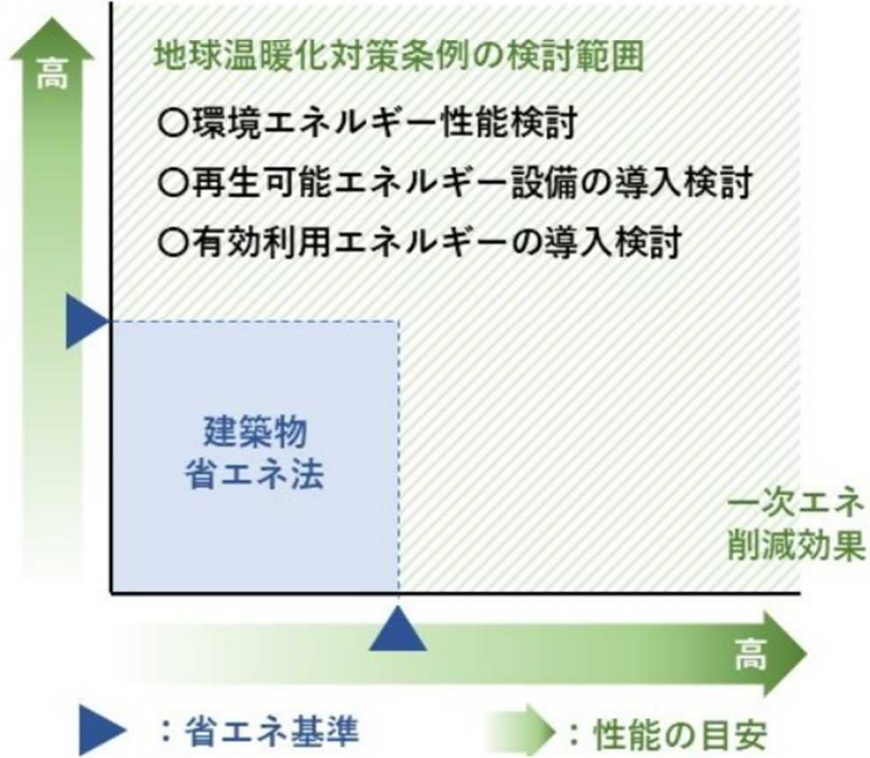 高
地球温暖化対策条例の検討範囲
〇環境エネルギー性能検討
〇再生可能エネルギー設備の導入検討
〇有効利用エネルギーの導入検討
建築物
省エネ法
一次エネ
削減効果
高
：省エネ基準
：性能の目安